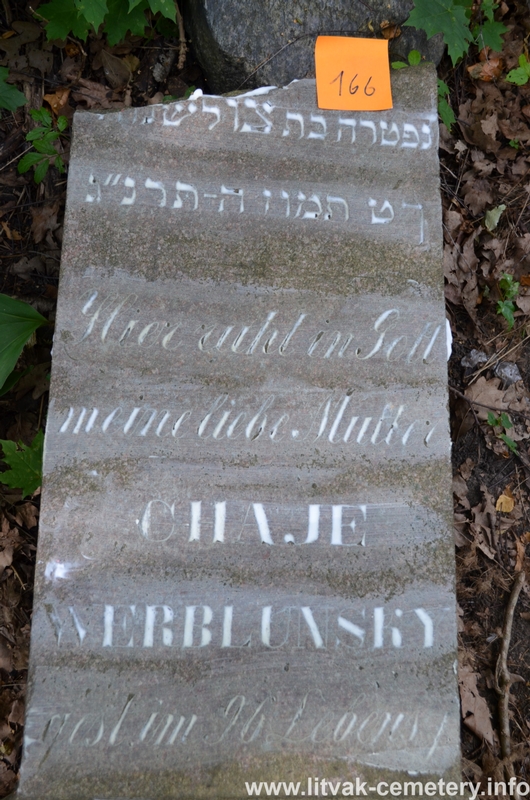 166
נפטרה בת
תמוז ה-תרנ״ג
Hier ruht in Gott
meine liebe Mutter
CHAJE
WERBLUNSKY
gest im 96 Lebensj
www.litvak-cemetery.info